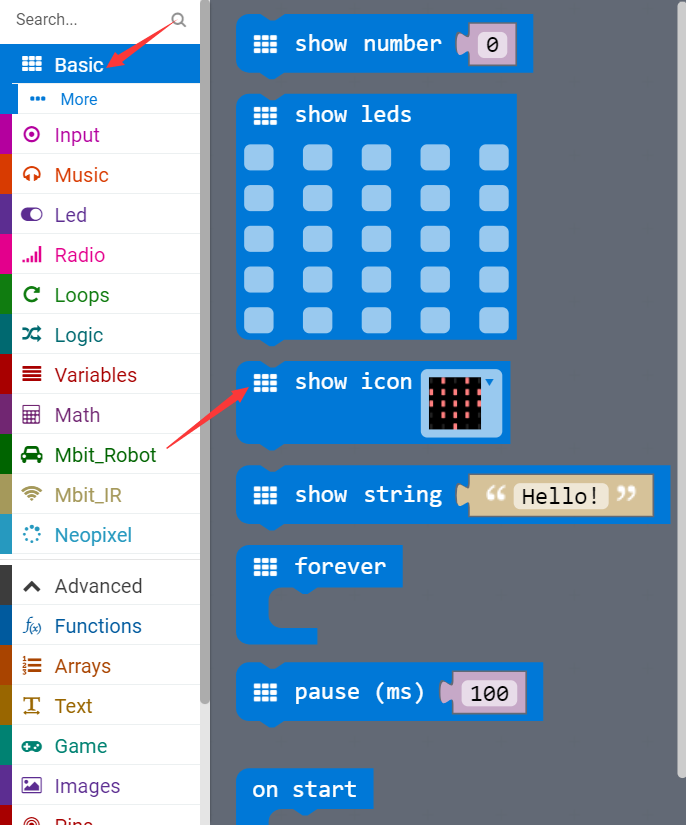 Search...
Basic
More
Input
Music
Led
Radio
Loops
Logic
Variables
Math
Mbit_Robot
Mbit_IR
Neopixel
Advanced
Functions
Arrays
Text
Game
Images
show number 0
show leds
show icon
show string “ Hello! ”
forever
pause (ms) 100
on start